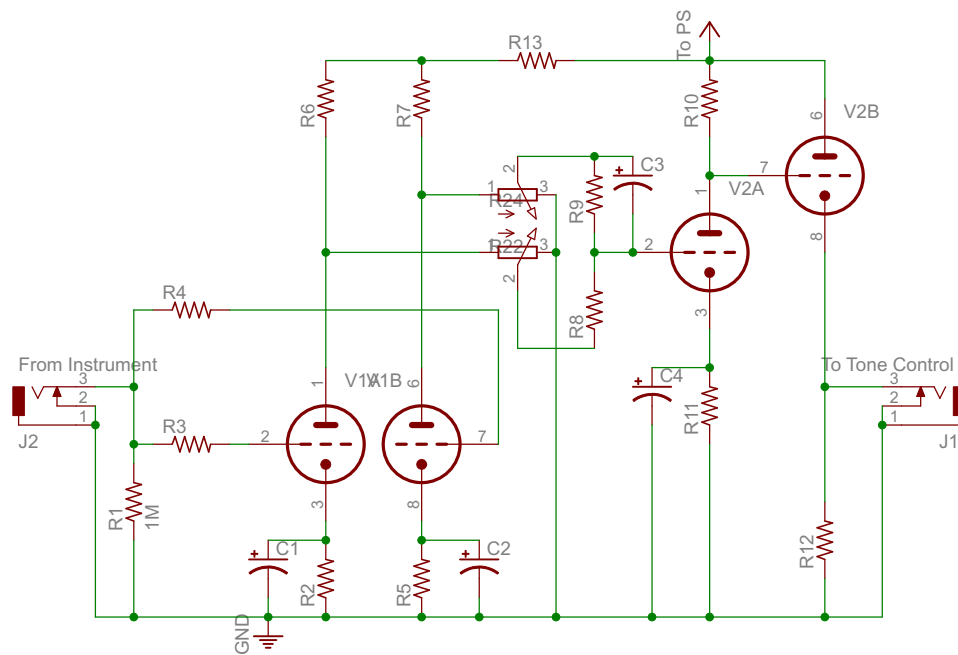 To PS
R13
R6
R7
R10
6
V2B
2
C3
7
1
R24
3
R9
1
V2A
8
1
R22
3
2
2
R8
R4
3
From Instrument
To Tone Control
3
2
1
J2
1
V1A
V1B
6
C4
R11
3
2
1
J1
R3
2
7
R1
1M
3
8
C1
C2
R12
R2
R5
GND